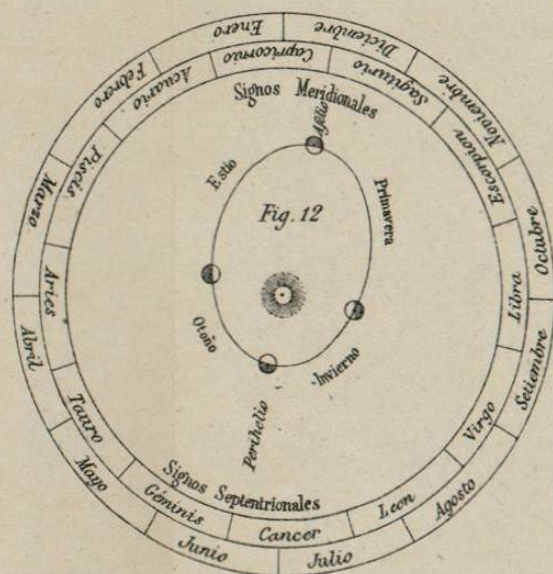 Enero
Diciembre
Noviembre
Octubre
Setiembre
Agosto
Julio
Junio
Mayo
Abril
Marzo
Febrero
Capricornio
Sagitario
Escorpion
Libra
Virgo
Leon
Cancer
Géminis
Tauro
Aries
Piscis
Acuario
Signos Meridionales
Afelio
Estio
Primavera
Fig. 12
Otoño
Invierno
Perihelio
Signos Septentrionales